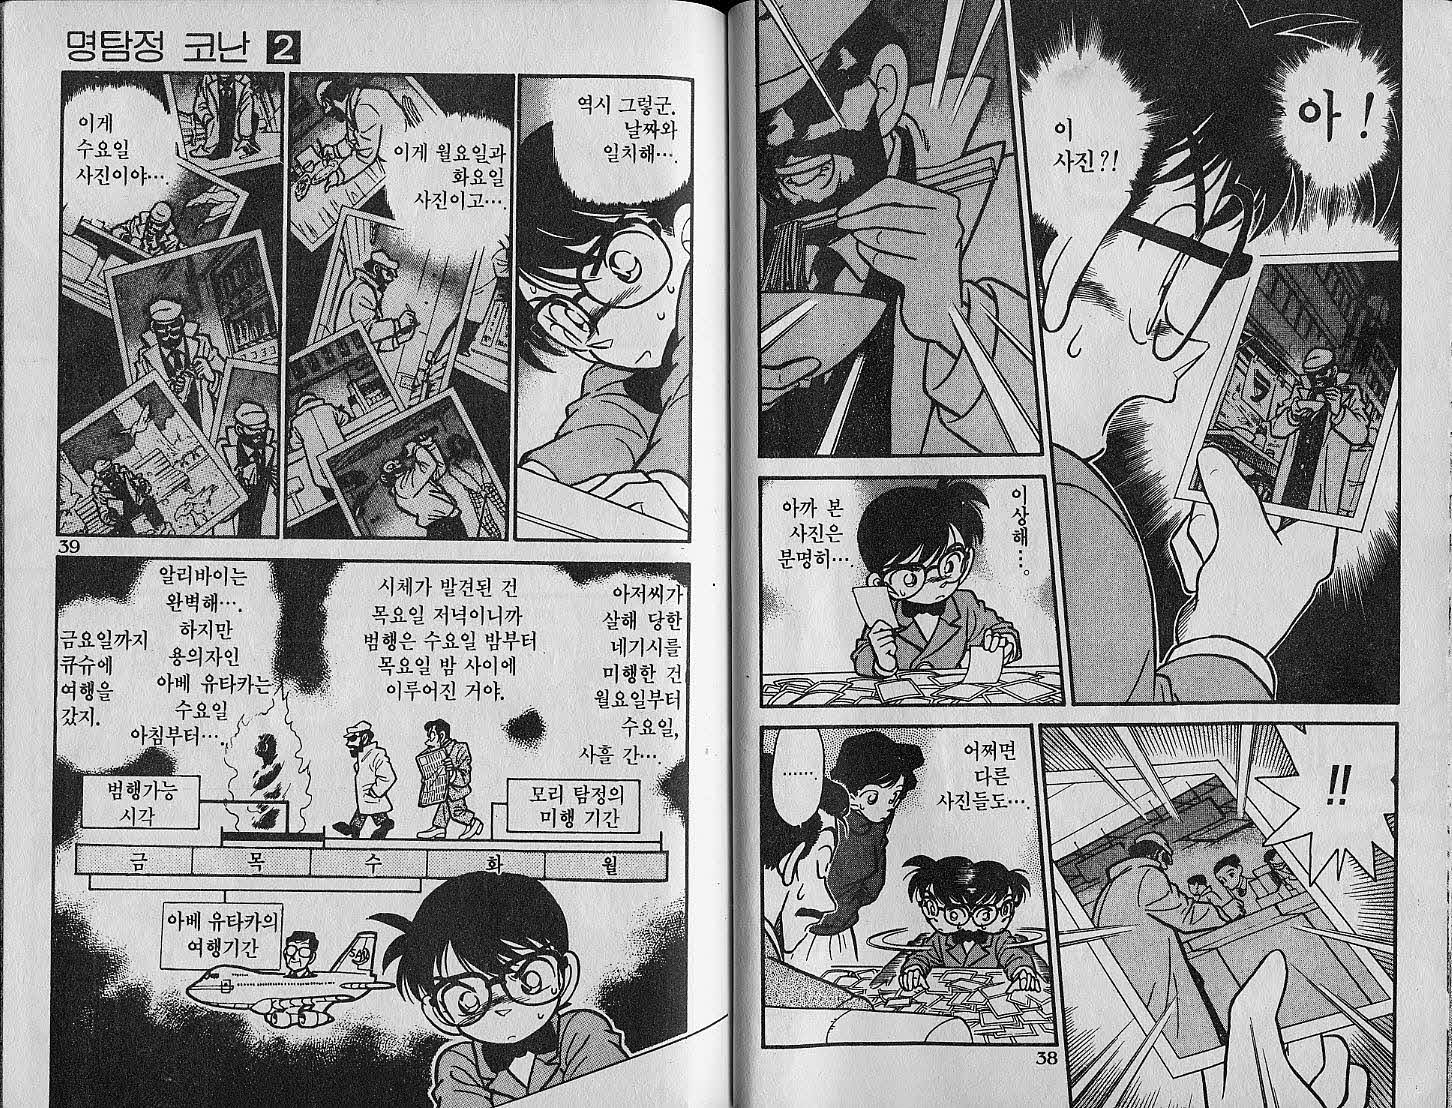 아!
이
사진?!
이상해….
아까 본
사진은
분명히….
!!
어쩌면
다른
사진들도….
…….
38
명탐정 코난 2
역시 그렇군.
날짜와
일치해….
이게 월요일과
화요일
사진이고….
이게
수요일
사진이야….
39
아저씨가
살해 당한
네기시를
미행한 건
월요일부터
수요일,
사흘 간….
시체가 발견된 건
목요일 저녁이니까
범행은 수요일 밤부터
목요일 밤 사이에
이루어진 거야.
알리바이는
완벽해….
하지만
용의자인
아베 유타카는
수요일
아침부터….
금요일까지
큐슈에
여행을
갔지.
범행가능
시각
모리 탐정의
미행 기간
금 목 수 화 월
아베 유타카의
여행기간